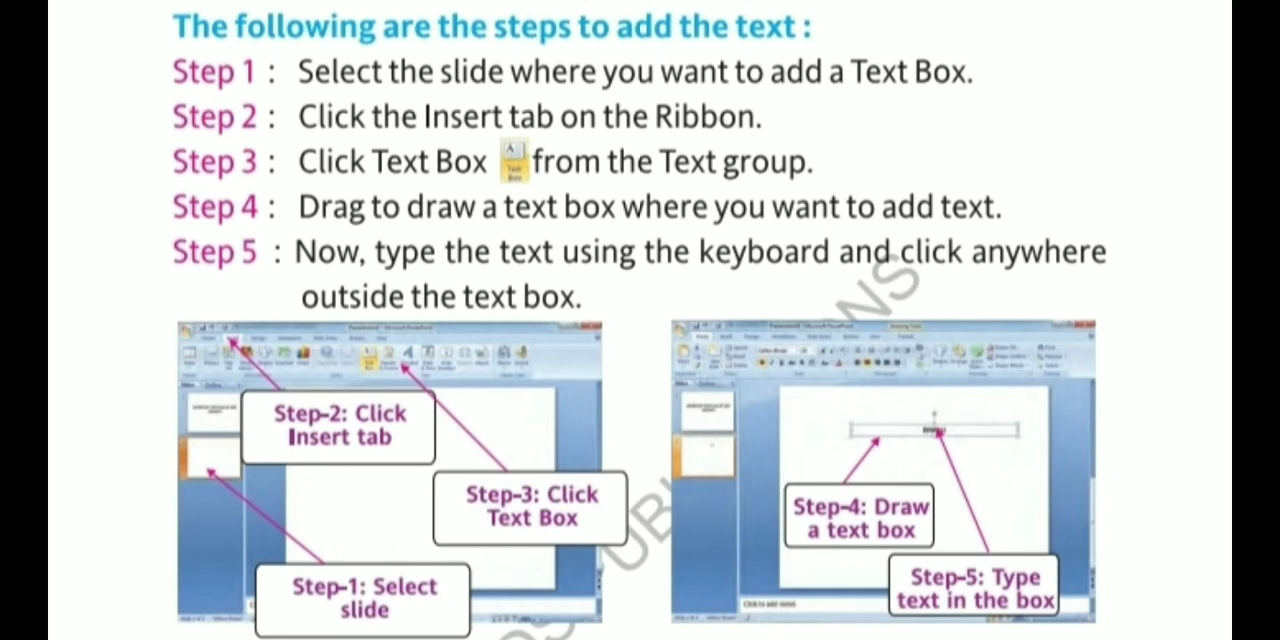 The following are the steps to add the text :
Step 1 : Select the slide where you want to add a Text Box.
Step 2 : Click the Insert tab on the Ribbon.
Step 3 : Click Text Box from the Text group.
Step 4 : Drag to draw a text box where you want to add text.
Step 5 : Now, type the text using the keyboard and click anywhere
outside the text box.
Step-2: Click
Insert tab
Step-3: Click
Text Box
Step-1: Select
slide
Step-4: Draw
a text box
Step-5: Type
text in the box
Click to add notes